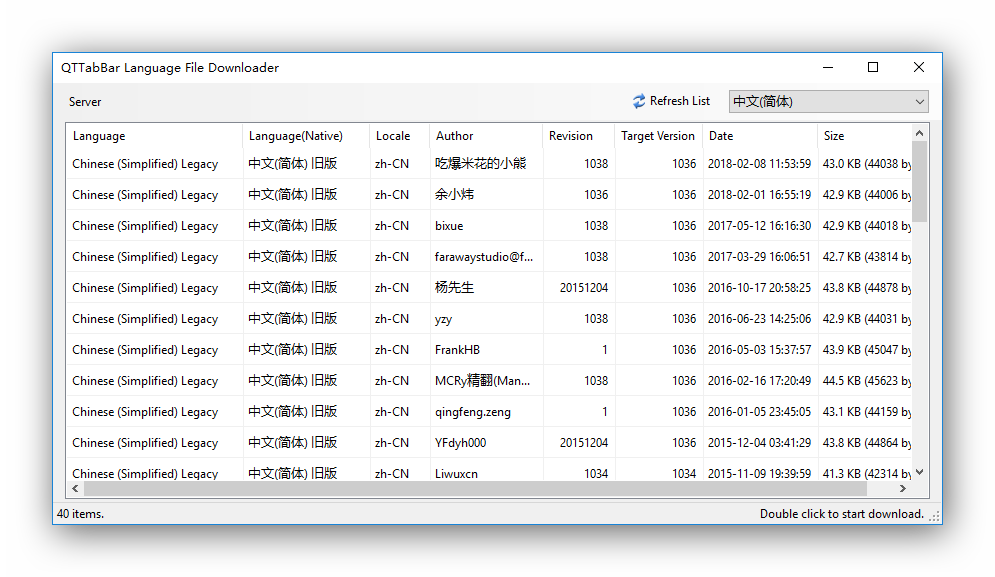 QTTabBar Language File Downloader
Server Refresh List 中文(简体)
Language Language(Native) Locale Author Revision Target Version Date Size
Chinese (Simplified) Legacy 中文(简体) 旧版 zh-CN 吃爆米花的小熊 1038 1036 2018-02-08 11:53:59 43.0 KB (44038 by
Chinese (Simplified) Legacy 中文(简体) 旧版 zh-CN 余小炜 1036 1036 2018-02-01 16:55:19 42.9 KB (44006 by
Chinese (Simplified) Legacy 中文(简体) 旧版 zh-CN bixue 1038 1036 2017-05-12 16:16:30 42.9 KB (44018 by
Chinese (Simplified) Legacy 中文(简体) 旧版 zh-CN farawaystudio@f... 1038 1036 2017-03-29 16:06:51 42.7 KB (43814 by
Chinese (Simplified) Legacy 中文(简体) 旧版 zh-CN 杨先生 20151204 1036 2016-10-17 20:58:25 43.8 KB (44878 by
Chinese (Simplified) Legacy 中文(简体) 旧版 zh-CN yzy 1038 1036 2016-06-23 14:25:06 42.9 KB (44031 by
Chinese (Simplified) Legacy 中文(简体) 旧版 zh-CN FrankHB 1 1036 2016-05-03 15:37:57 43.9 KB (45047 by
Chinese (Simplified) Legacy 中文(简体) 旧版 zh-CN MCRy精翻(Man... 1038 1036 2016-02-16 17:20:49 44.5 KB (45623 by
Chinese (Simplified) Legacy 中文(简体) 旧版 zh-CN qingfeng.zeng 1 1036 2016-01-05 23:45:05 43.1 KB (44159 by
Chinese (Simplified) Legacy 中文(简体) 旧版 zh-CN YFdyh000 20151204 1036 2015-12-04 03:41:29 43.8 KB (44864 by
Chinese (Simplified) Legacy 中文(简体) 旧版 zh-CN Liwuxcn 1034 1034 2015-11-09 19:39:59 41.3 KB (42314 by
40 items. Double click to start download.